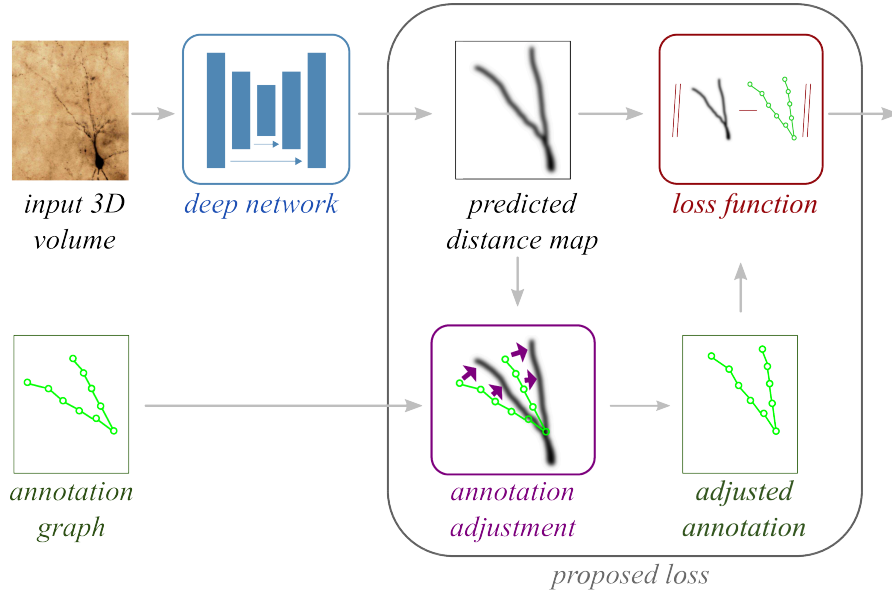 input 3D
volume
deep network
predicted
distance map
loss function
annotation
graph
annotation
adjustment
adjusted
annotation
proposed loss